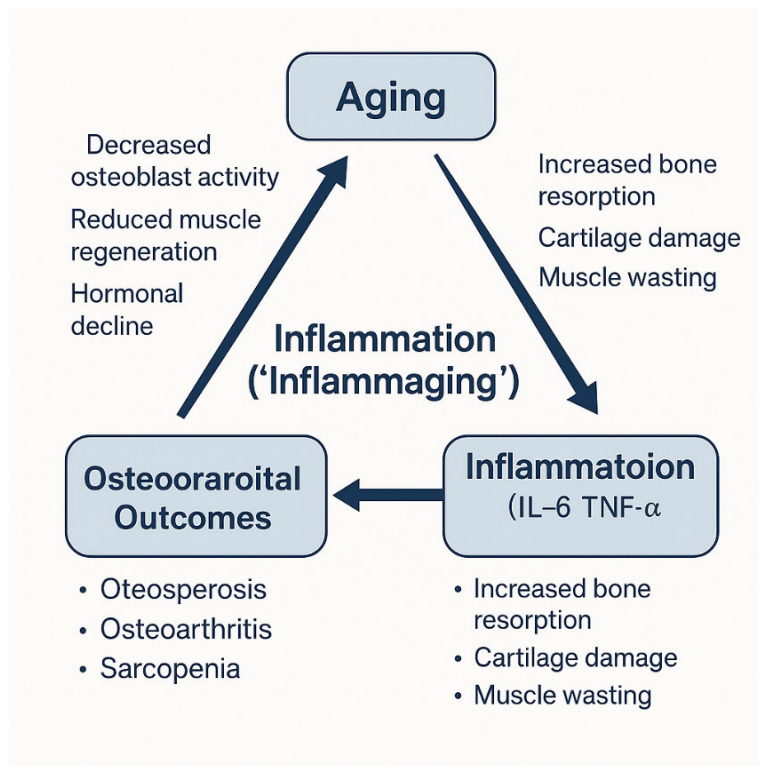 Aging
Decreased
osteoblast activity
Reduced muscle
regeneration
Hormonal
decline
Increased bone
resorption
Cartilage damage
Muscle wasting
Inflammation
(‘Inflammaging’)
Osteooraroital
Outcomes
• Oteosperosis
• Osteoarthritis
• Sarcopenia
Inflammatoion
(IL–6 TNF-α
• Increased bone
resorption
• Cartilage damage
• Muscle wasting